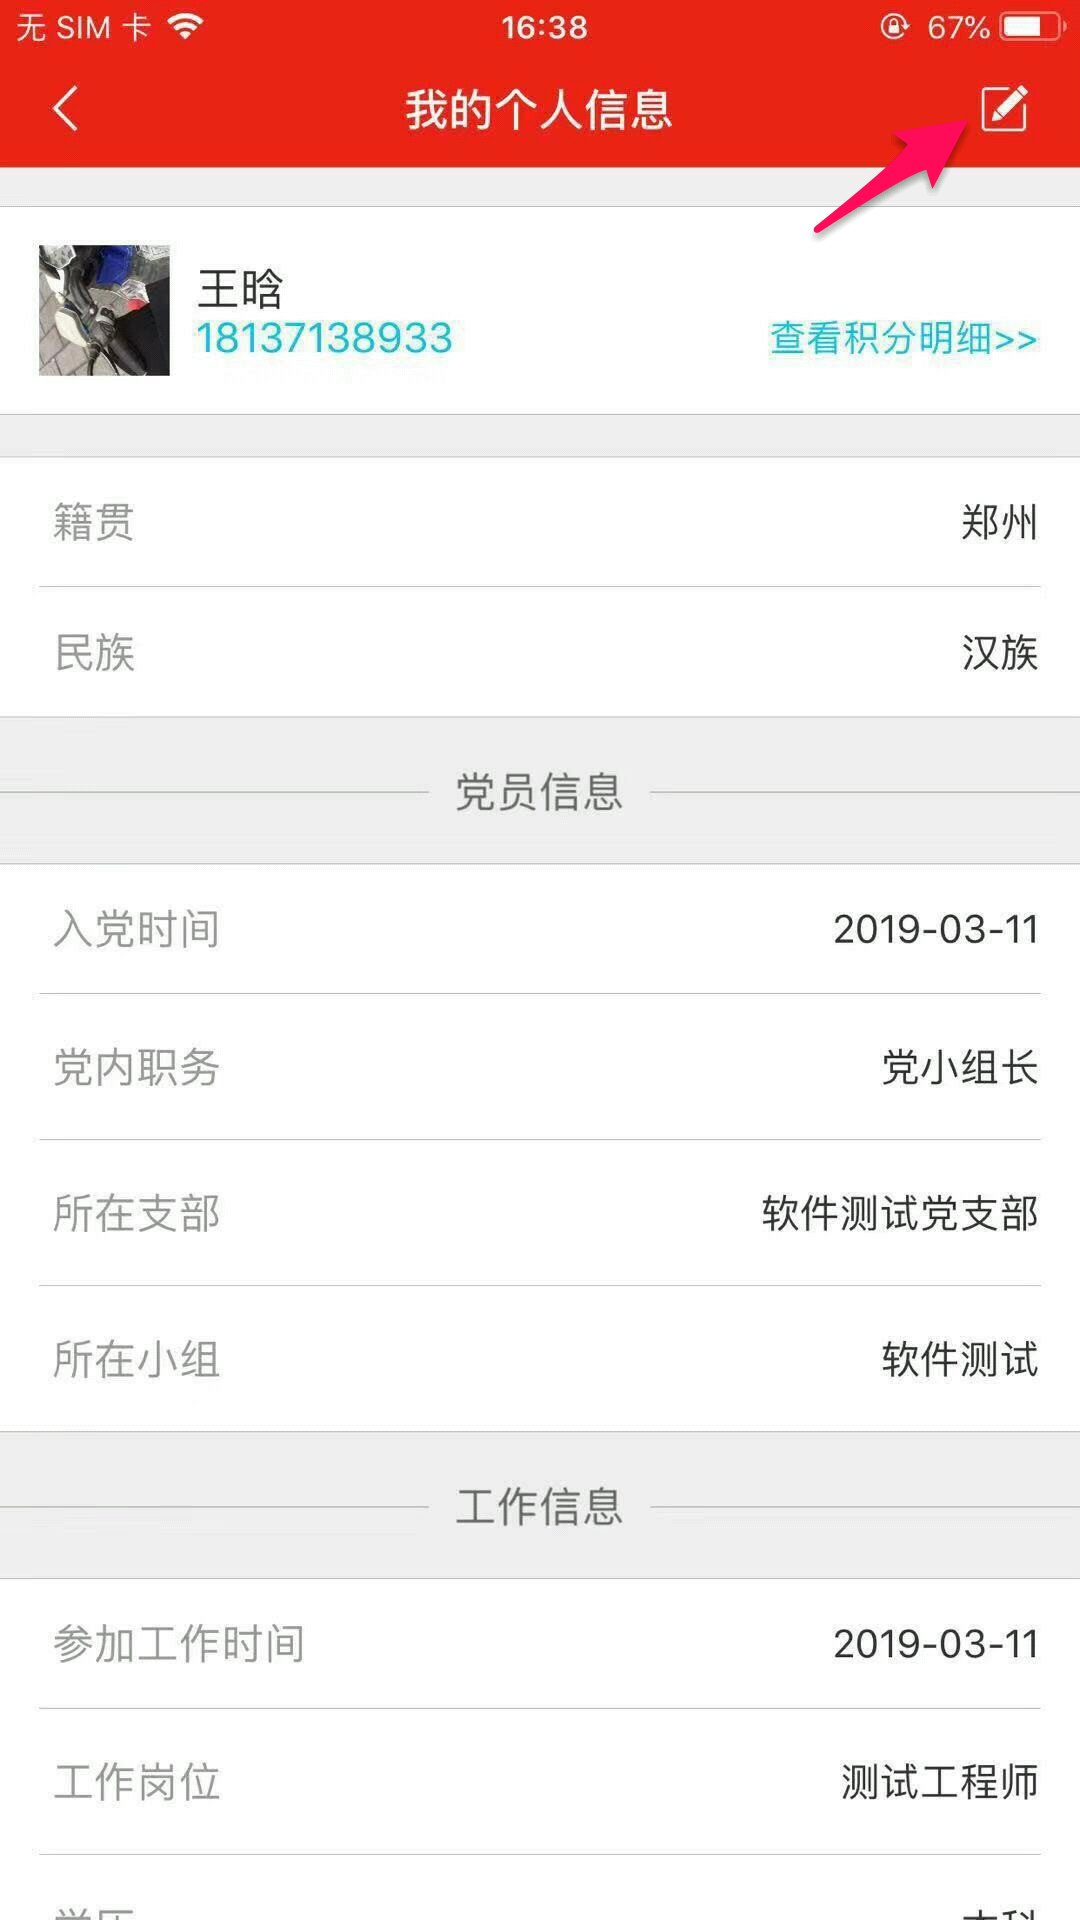 无 SIM 卡 16:38 67%
我的个人信息
王晗
18137138933 查看积分明细>>
籍贯 郑州
民族 汉族
党员信息
入党时间 2019-03-11
党内职务 党小组长
所在支部 软件测试党支部
所在小组 软件测试
工作信息
参加工作时间 2019-03-11
工作岗位 测试工程师
学历 本科